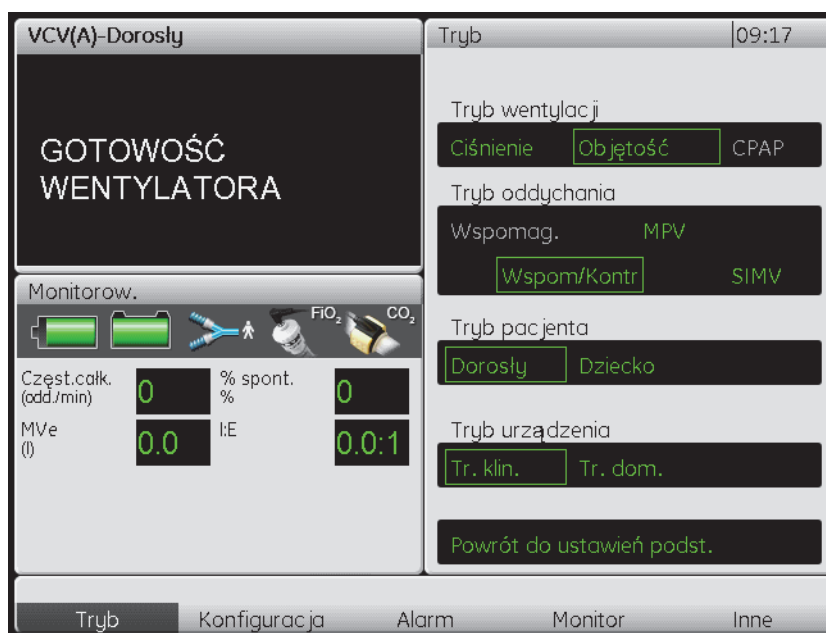 VCV(A)-Dorosły
GOTOWOŚĆ
WENTYLATORA
Monitorow.
FiO2
CO2
Częst.całk.
(odd./min)
0
% spont.
%
0
MVe
(l)
0.0
I:E
0.0:1
Tryb
09:17
Tryb wentylacji
Ciśnienie Objętość CPAP
Tryb oddychania
Wspomag. MPV
Wspom/Kontr SIMV
Tryb pacjenta
Dorosły Dziecko
Tryb urządzenia
Tr. klin. Tr. dom.
Powrót do ustawień podst.
Tryb Konfiguracja Alarm Monitor Inne